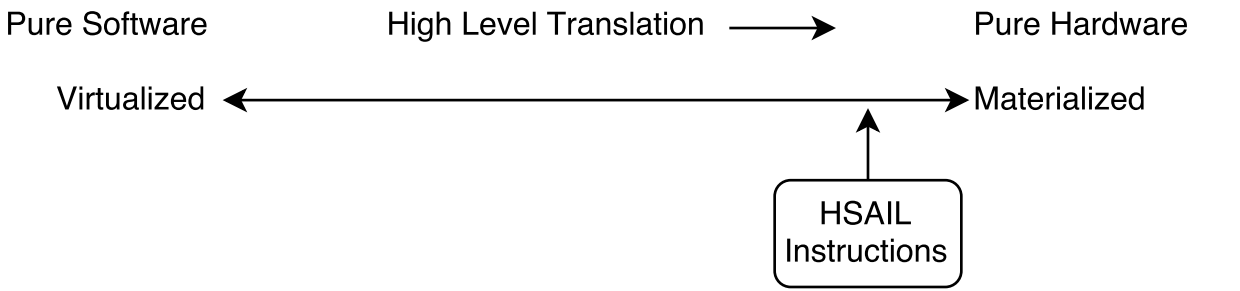 Pure Software High Level Translation Pure Hardware
Virtualized Materialized
HSAIL
Instructions